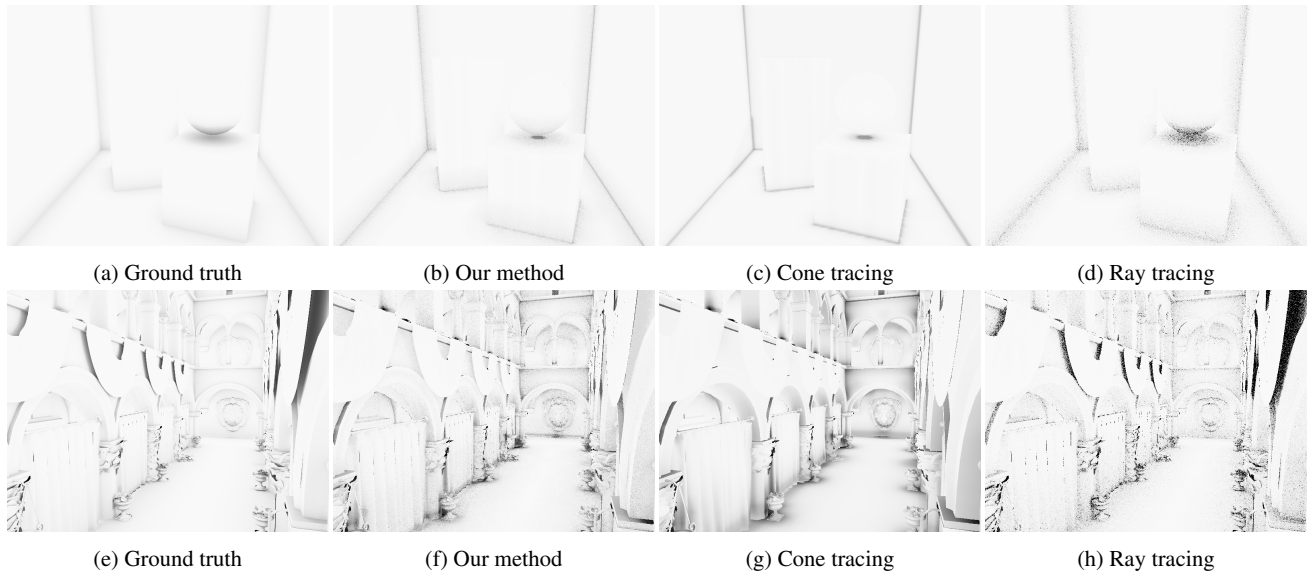 (a) Ground truth
(b) Our method
(c) Cone tracing
(d) Ray tracing
(e) Ground truth
(f) Our method
(g) Cone tracing
(h) Ray tracing